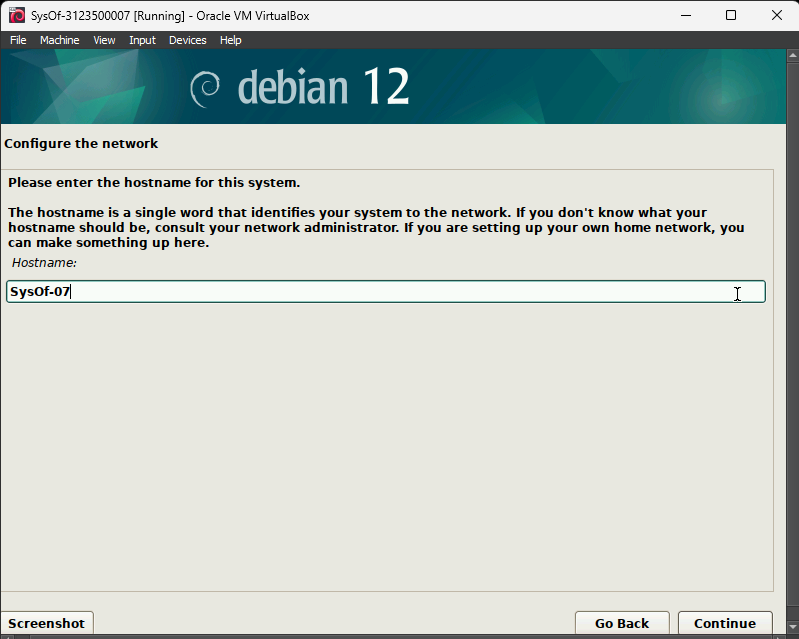 SysOf-3123500007 [Running] - Oracle VM VirtualBox
File Machine View Input Devices Help
debian 12
Configure the network
Please enter the hostname for this system.
The hostname is a single word that identifies your system to the network. If you don't know what your
hostname should be, consult your network administrator. If you are setting up your own home network, you
can make something up here.
Hostname:
SysOf-07
Screenshot Go Back Continue